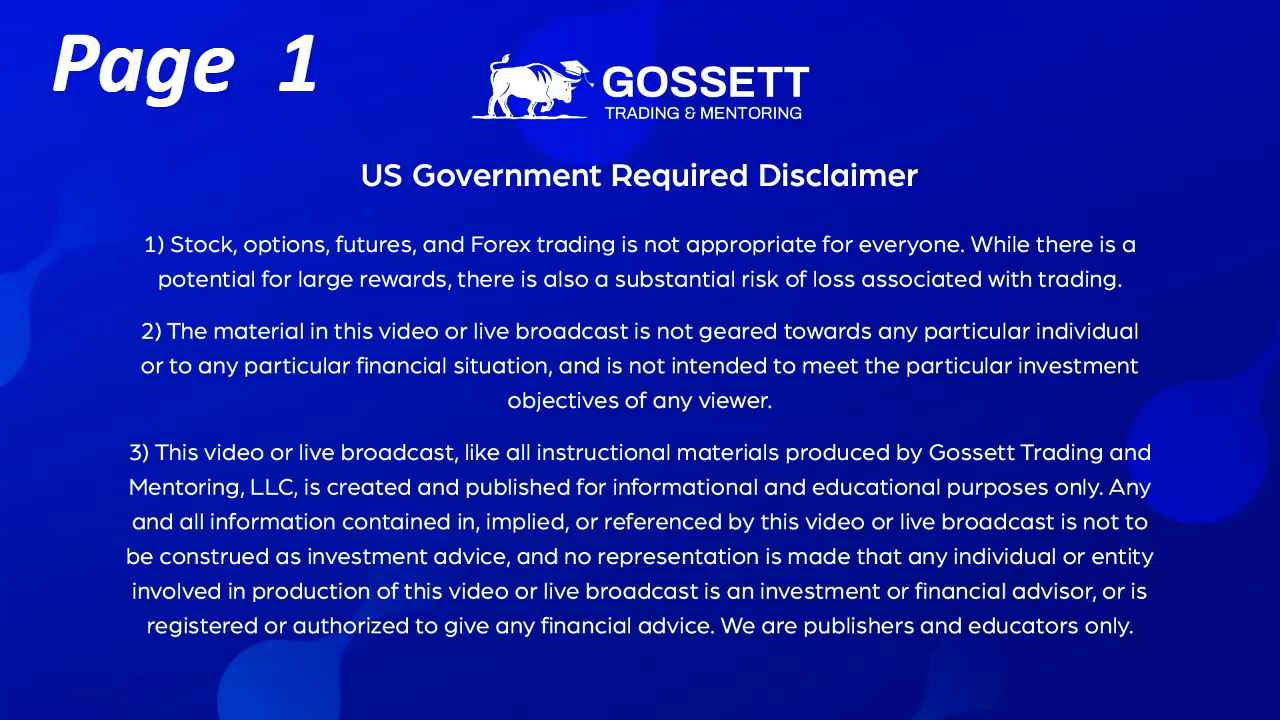 Page 1
GOSSETT
TRADING & MENTORING
US Government Required Disclaimer
1) Stock, options, futures, and Forex trading is not appropriate for everyone. While there is a
potential for large rewards, there is also a substantial risk of loss associated with trading.
2) The material in this video or live broadcast is not geared towards any particular individual
or to any particular financial situation, and is not intended to meet the particular investment
objectives of any viewer.
3) This video or live broadcast, like all instructional materials produced by Gossett Trading and
Mentoring, LLC, is created and published for informational and educational purposes only. Any
and all information contained in, implied, or referenced by this video or live broadcast is not to
be construed as investment advice, and no representation is made that any individual or entity
involved in production of this video or live broadcast is an investment or financial advisor, or is
registered or authorized to give any financial advice. We are publishers and educators only.